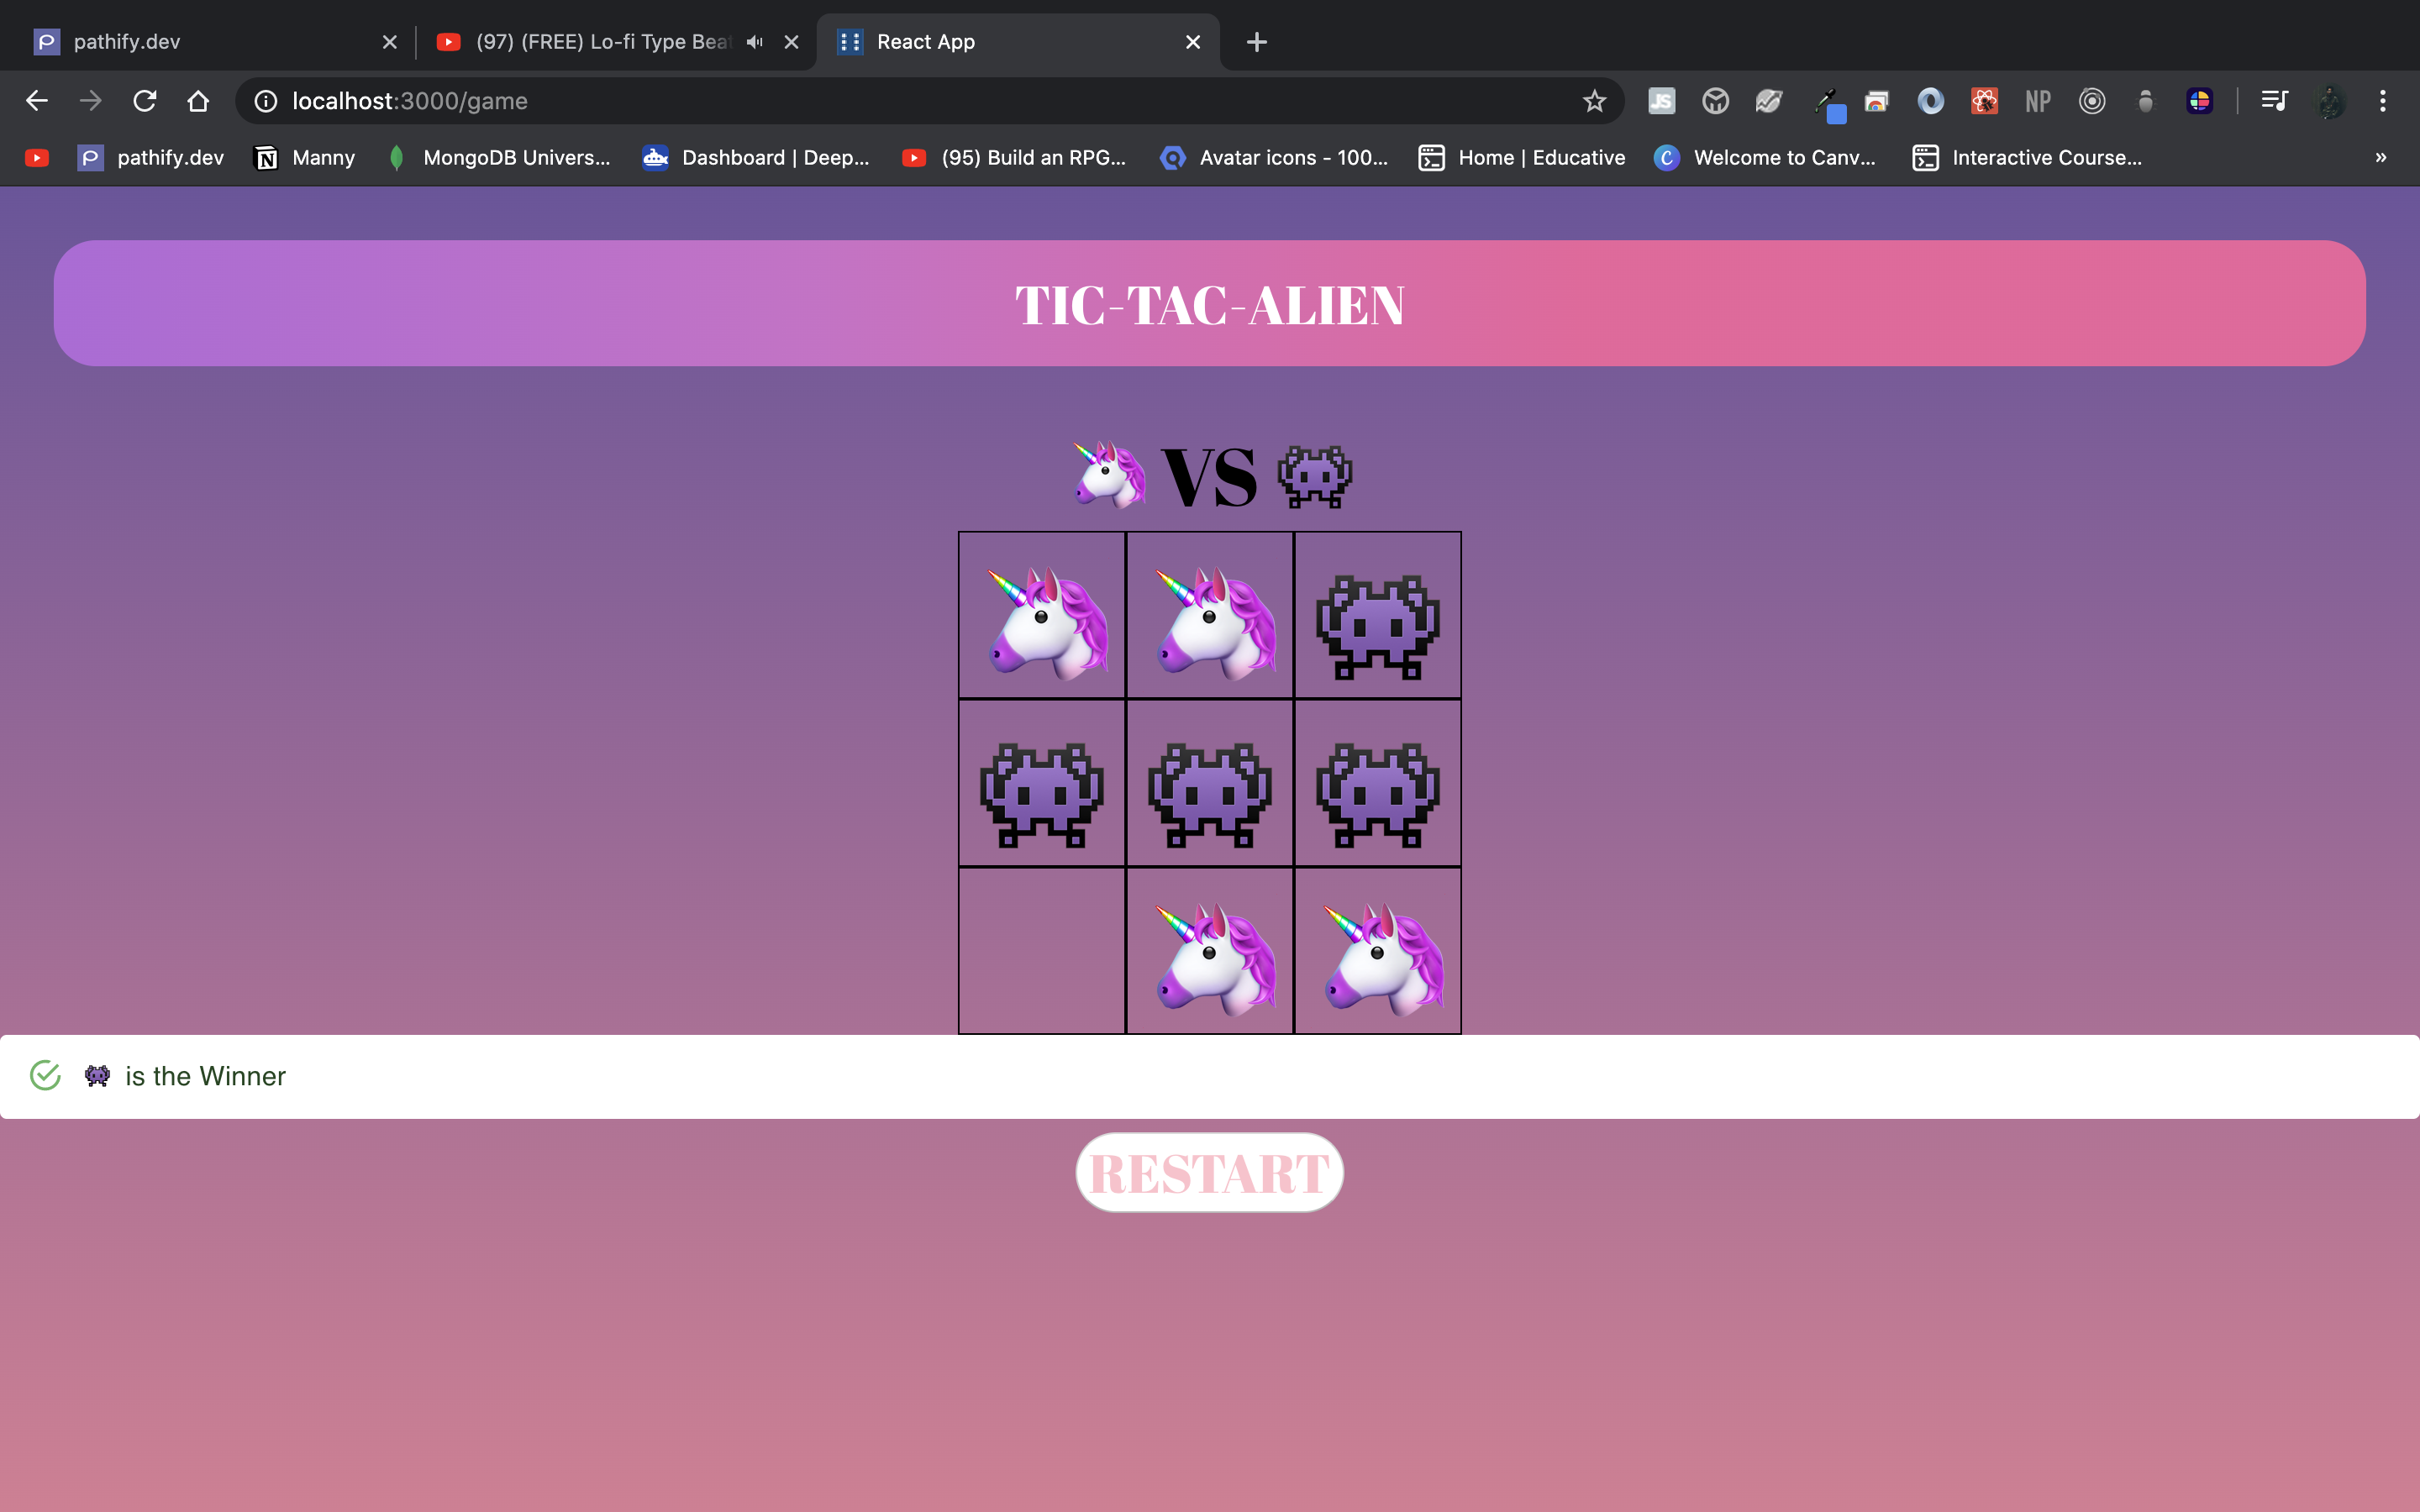 pathify.dev
(97) (FREE) Lo-fi Type Beat
React App
localhost:3000/game
JS
NP
pathify.dev
Manny
MongoDB Univers...
Dashboard | Deep...
(95) Build an RPG...
Avatar icons - 100...
Home | Educative
Welcome to Canv...
Interactive Course...
»
TIC-TAC-ALIEN
VS
is the Winner
RESTART